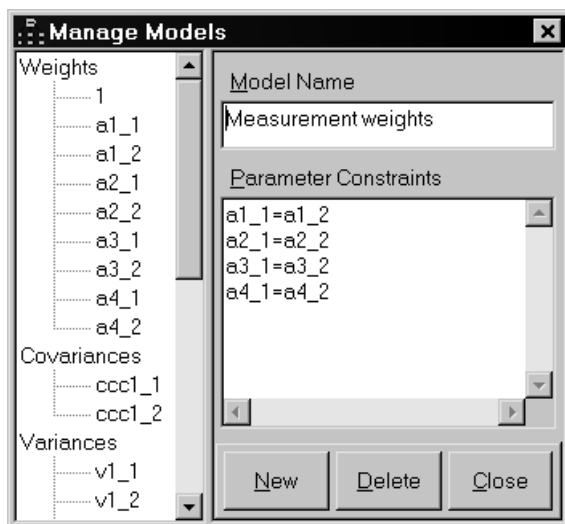 Manage Models
Weights
1
a1_1
a1_2
a2_1
a2_2
a3_1
a3_2
a4_1
a4_2
Covariances
ccc1_1
ccc1_2
Variances
v1_1
v1_2
Model Name
Measurement weights
Parameter Constraints
a1_1=a1_2
a2_1=a2_2
a3_1=a3_2
a4_1=a4_2
New
Delete
Close